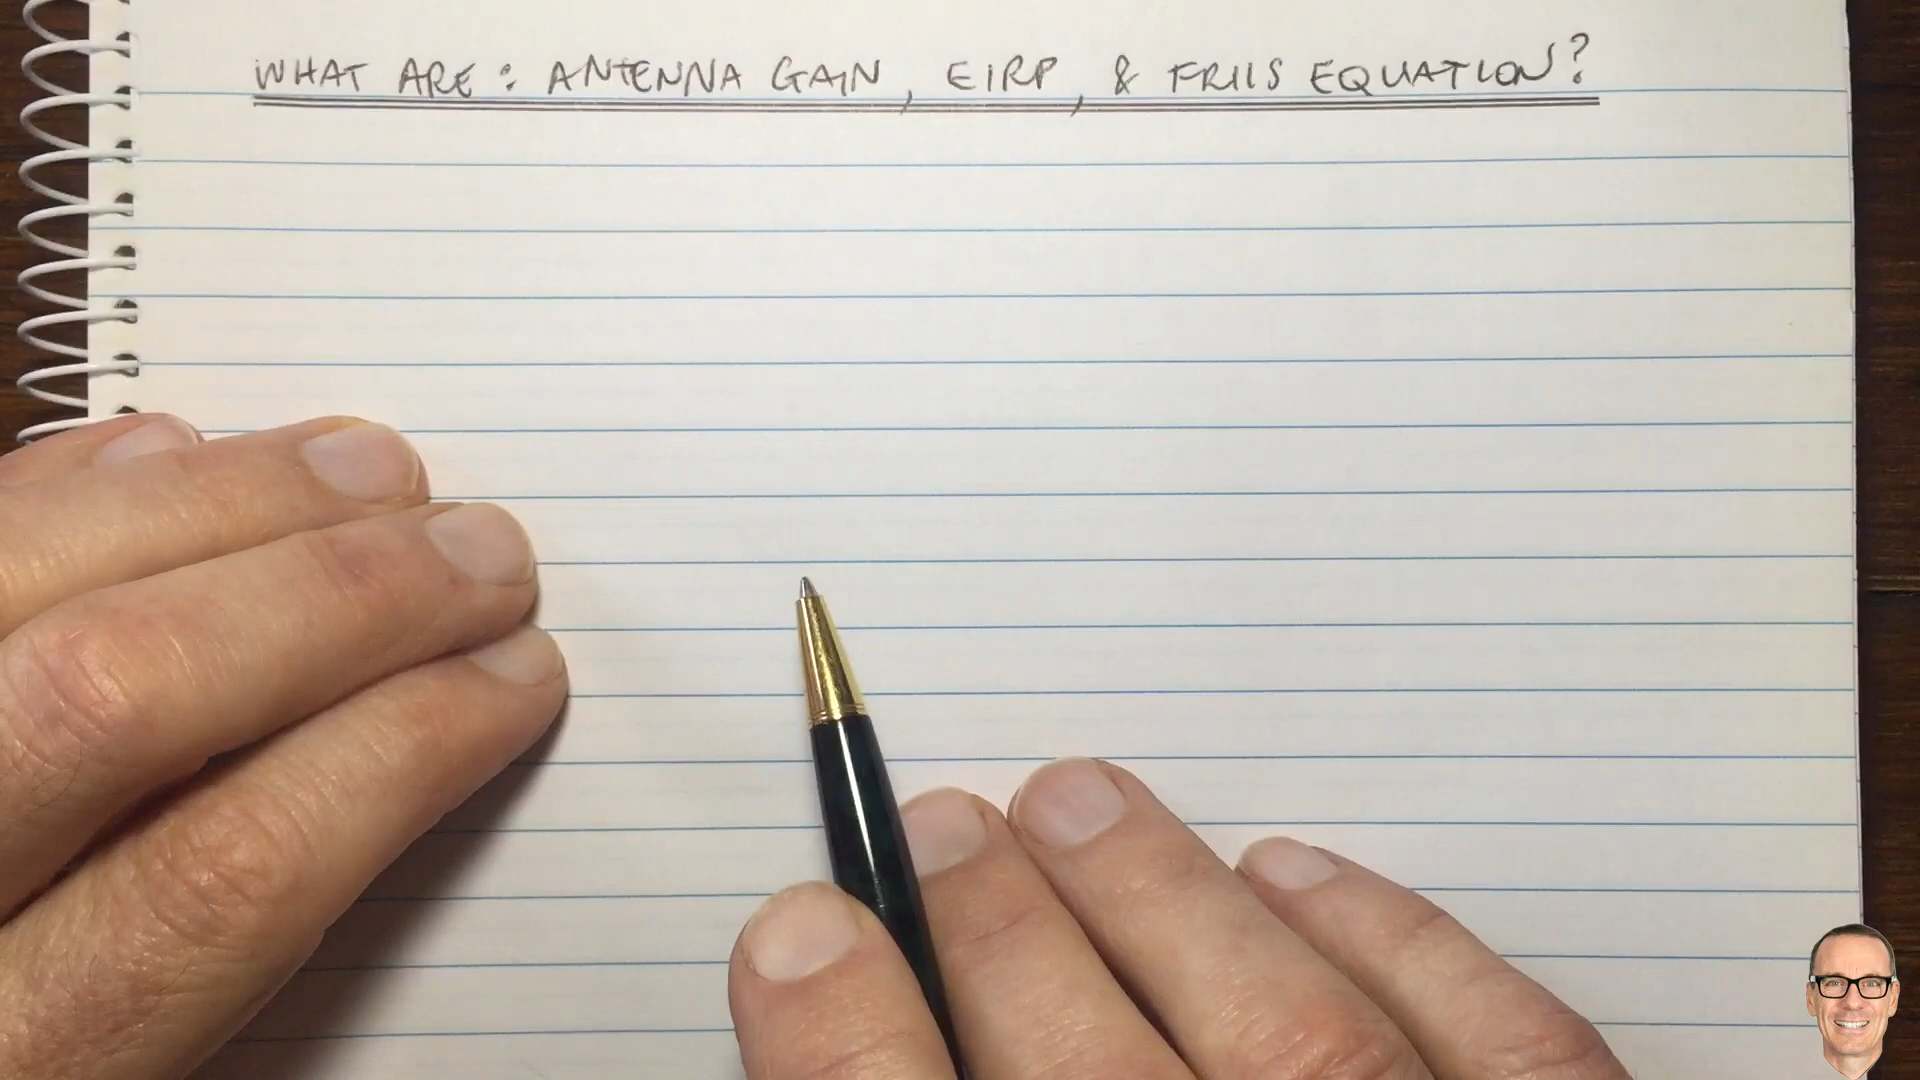 WHAT ARE: ANTENNA GAIN, EIRP, & FRIIS EQUATION?